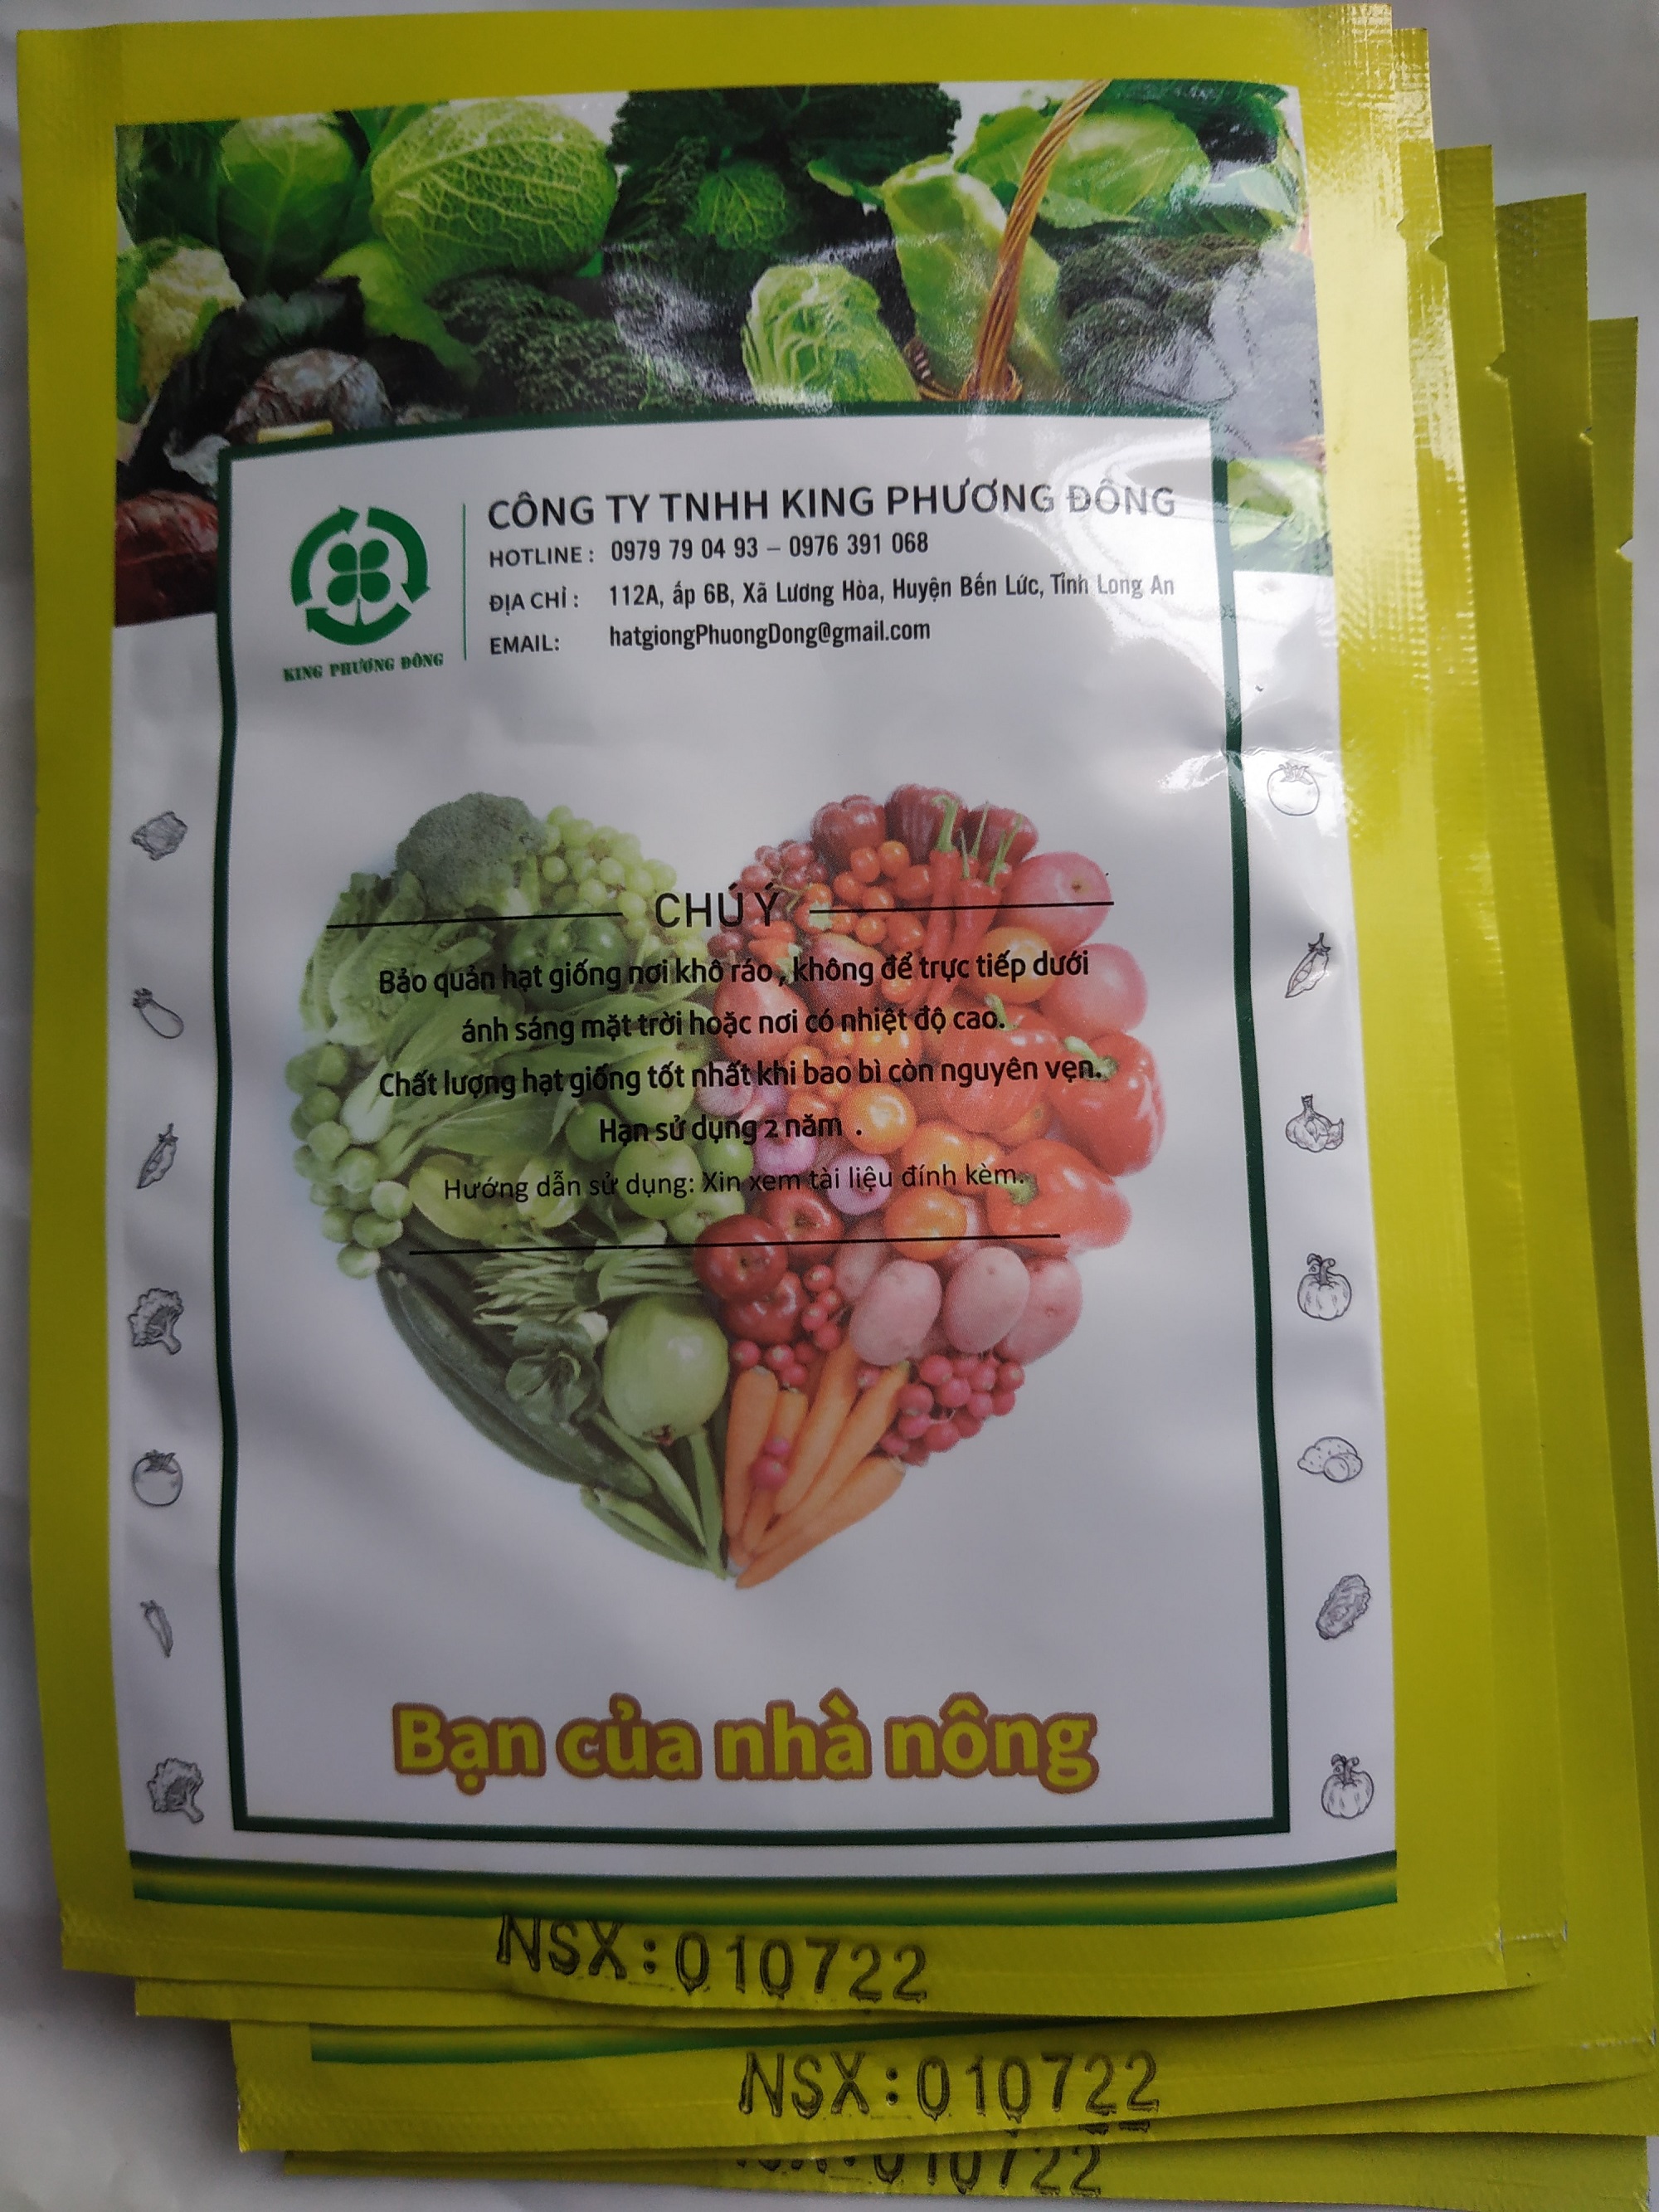 CÔNG TY TNHH KING PHƯƠNG ĐÔNG
HOTLINE : 0979 79 04 93 – 0976 391 068
ĐỊA CHỈ : 112A, ấp 6B, Xã Lương Hòa, Huyện Bến Lức, Tỉnh Long An
EMAIL: hatgiongPhuongDong@gmail.com
KING PHƯƠNG ĐÔNG
CHÚ Ý
Bảo quản hạt giống nơi khô ráo , không để trực tiếp dưới
ánh sáng mặt trời hoặc nơi có nhiệt độ cao.
Chất lượng hạt giống tốt nhất khi bao bì còn nguyên vẹn.
Hạn sử dụng 2 năm .
Hướng dẫn sử dụng: Xin xem tài liệu đính kèm.
Bạn của nhà nông
NSX:010722
NSX:010722
010722